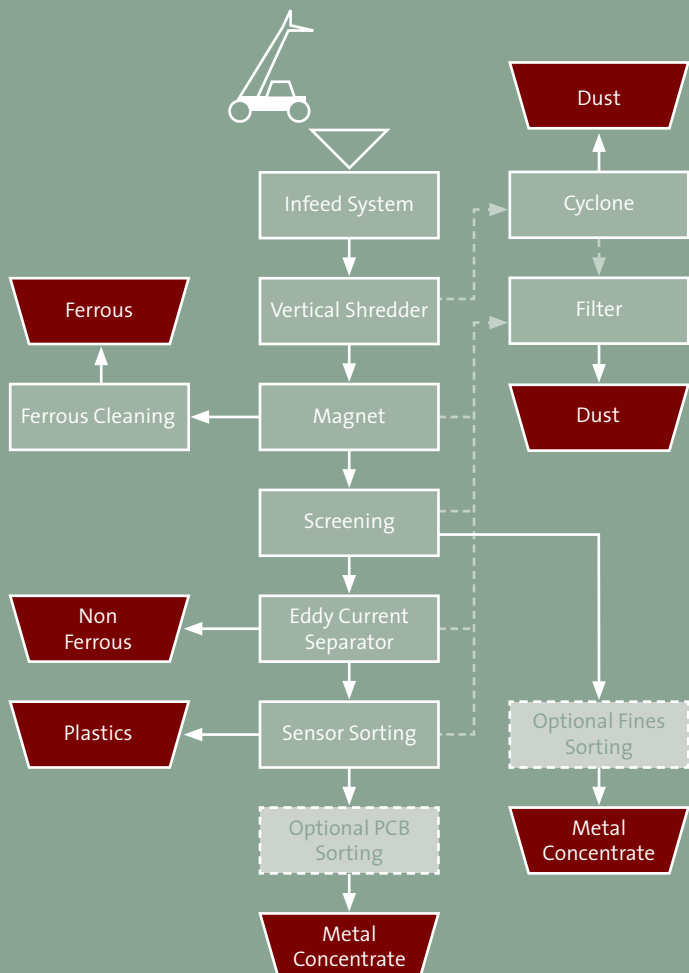 Dust
Infeed System
Cyclone
Ferrous
Vertical Shredder
Filter
Ferrous Cleaning
Magnet
Dust
Screening
Non
Ferrous
Eddy Current
Separator
Plastics
Sensor Sorting
Optional Fines
Sorting
Optional PCB
Sorting
Metal
Concentrate
Metal
Concentrate